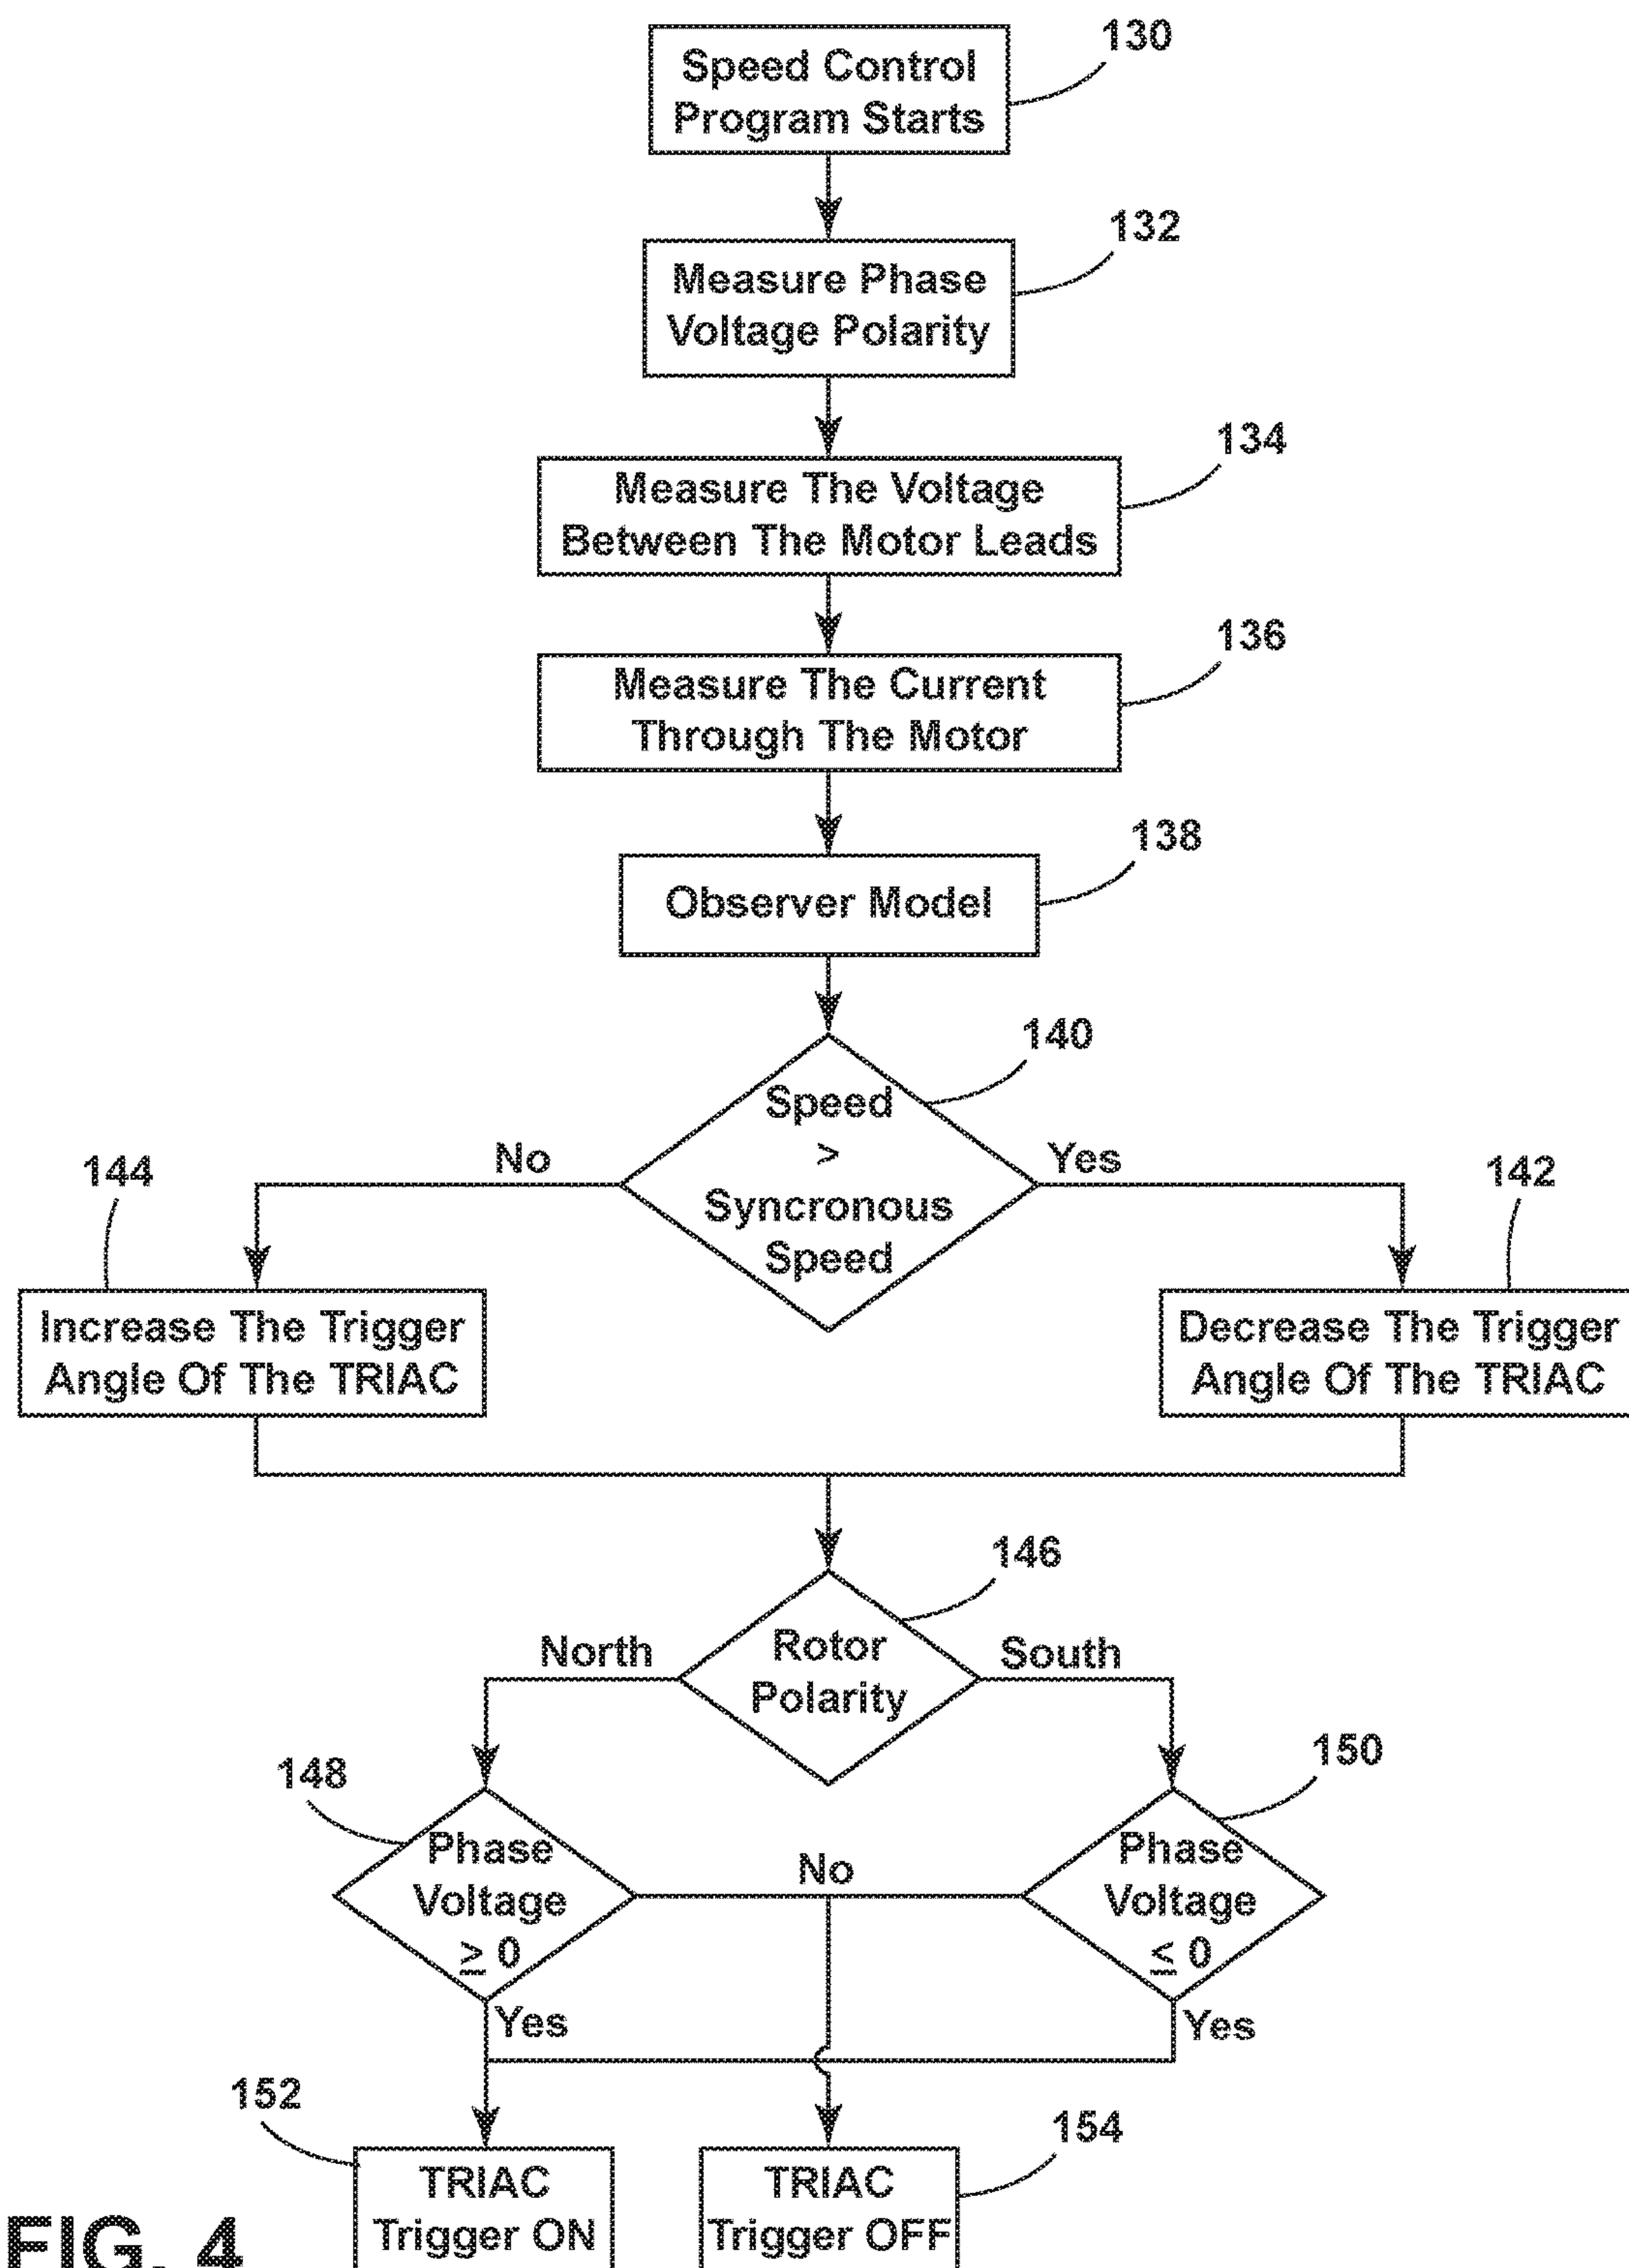 130
Speed Control
Program Starts
132
Measure Phase
Voltage Polarity
134
Measure The Voltage
Between The Motor Leads
136
Measure The Current
Through The Motor
138
Observer Model
140
Speed
>
Syncronous
Speed
No
Yes
144
142
Increase The Trigger
Angle Of The TRIAC
Decrease The Trigger
Angle Of The TRIAC
146
Rotor
Polarity
North
South
148
150
Phase
Voltage
≥ 0
No
Phase
Voltage
≤ 0
Yes
Yes
152
154
TRIAC
Trigger ON
TRIAC
Trigger OFF
FIG. 4